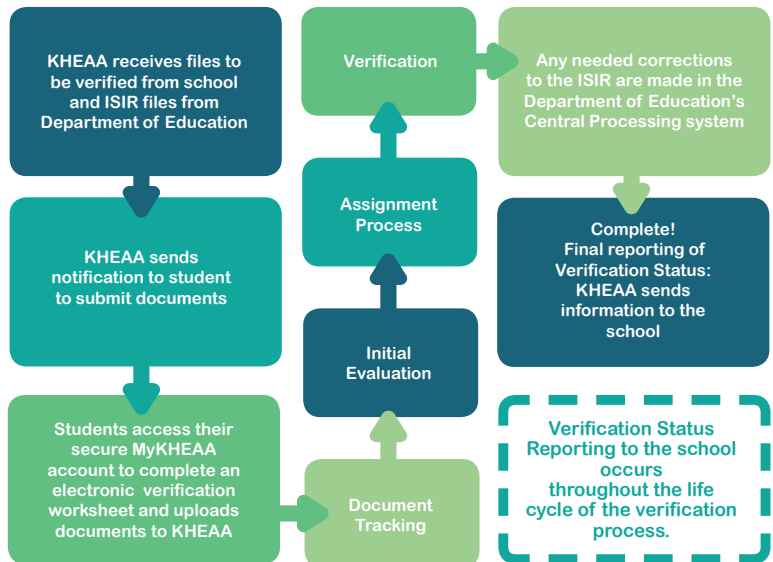 KHEAA receives files to
be verified from school
and ISIR files from
Department of Education
KHEAA sends
notification to student
to submit documents
Students access their
secure MyKHEAA
account to complete an
electronic verification
worksheet and uploads
documents to KHEAA
Document
Tracking
Initial
Evaluation
Assignment
Process
Verification
Any needed corrections
to the ISIR are made in the
Department of Education's
Central Processing system
Complete!
Final reporting of
Verification Status:
KHEAA sends
information to the
school
Verification Status
Reporting to the school
occurs
throughout the life
cycle of the verification
process.